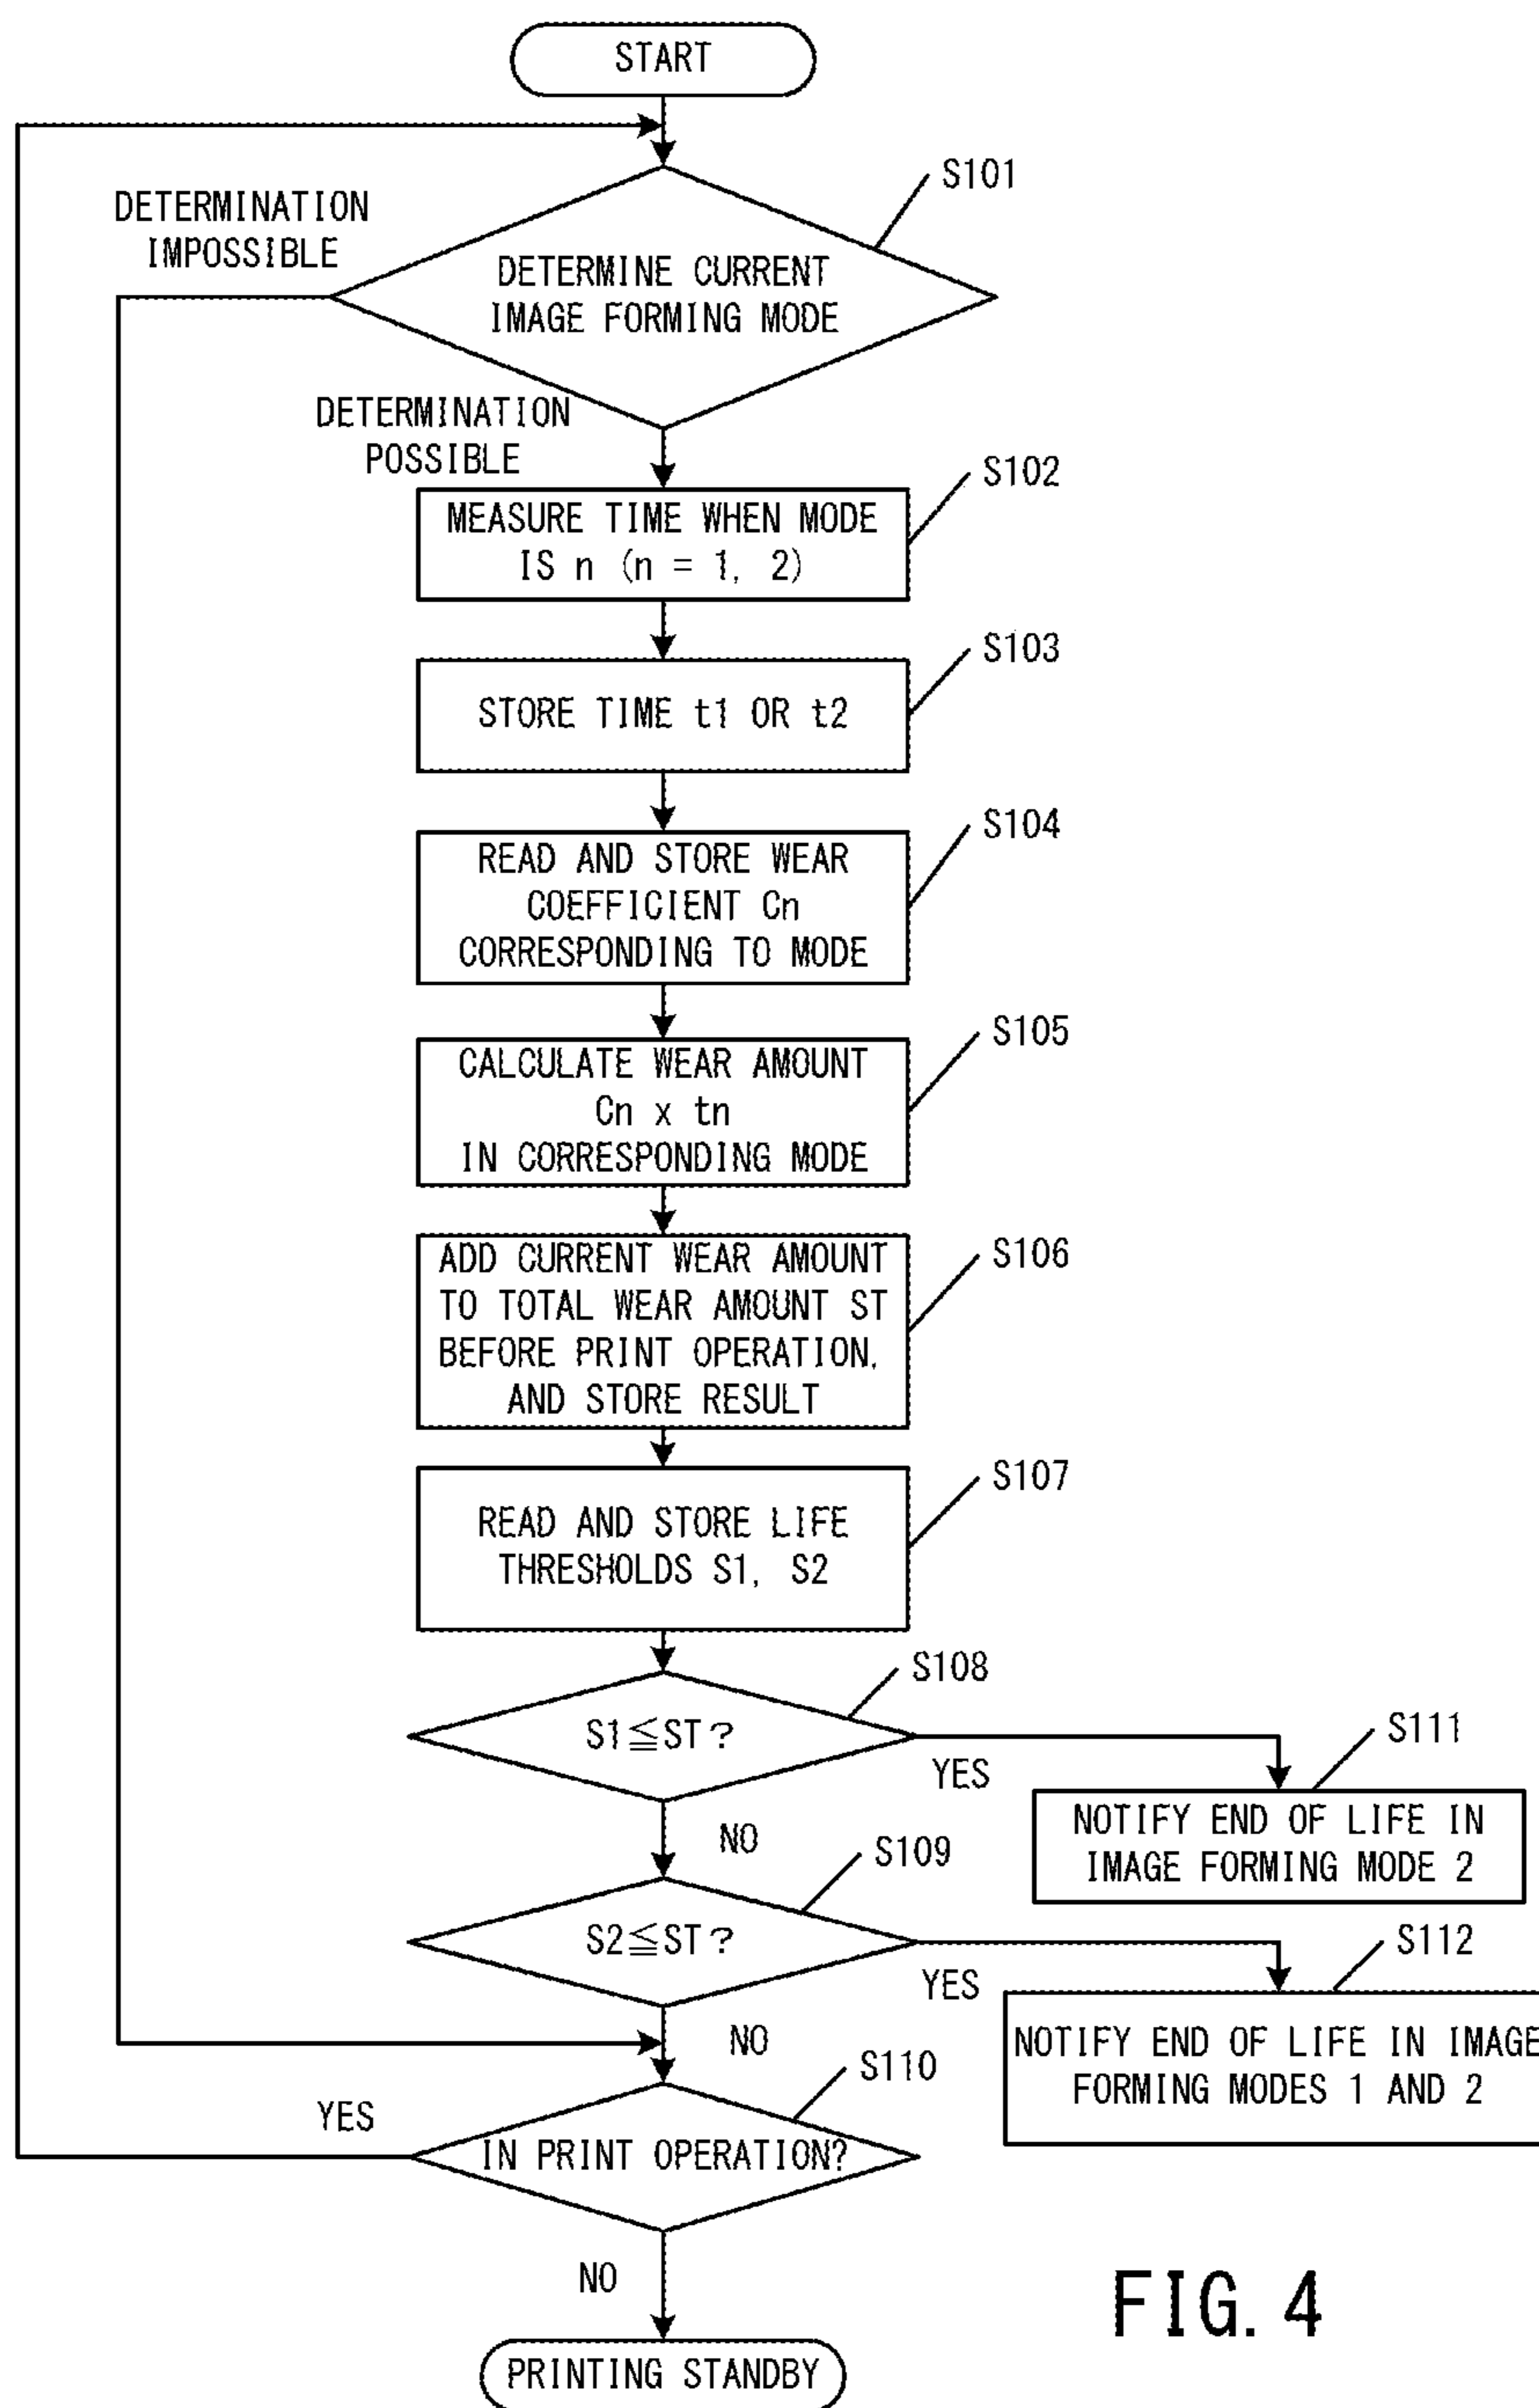 START
S101
DETERMINATION
IMPOSSIBLE
DETERMINE CURRENT
IMAGE FORMING MODE
DETERMINATION
POSSIBLE
S102
MEASURE TIME WHEN MODE
IS n (n = 1, 2)
S103
STORE TIME t1 OR t2
S104
READ AND STORE WEAR
COEFFICIENT Cn
CORRESPONDING TO MODE
S105
CALCULATE WEAR AMOUNT
Cn x tn
IN CORRESPONDING MODE
S106
ADD CURRENT WEAR AMOUNT
TO TOTAL WEAR AMOUNT ST
BEFORE PRINT OPERATION,
AND STORE RESULT
S107
READ AND STORE LIFE
THRESHOLDS S1, S2
S108
S1≦ST?
YES
S111
NOTIFY END OF LIFE IN
IMAGE FORMING MODE 2
NO
S109
S2≦ST?
YES
S112
NOTIFY END OF LIFE IN IMAGE
FORMING MODES 1 AND 2
NO
S110
YES
IN PRINT OPERATION?
NO
PRINTING STANDBY
FIG. 4